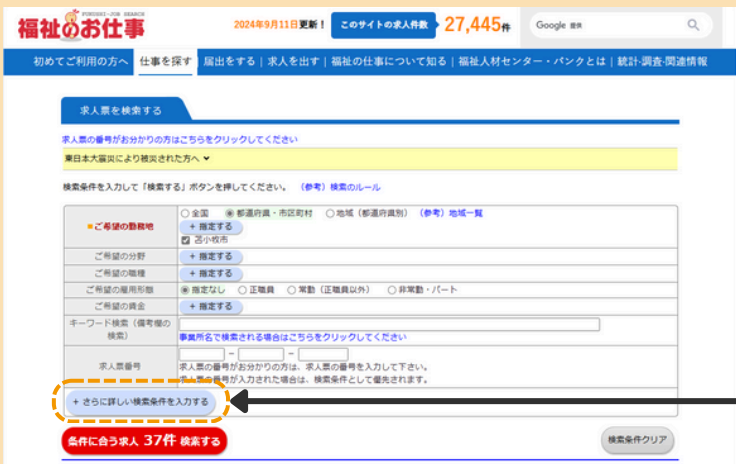 FUKUSHI-JOB SEARCH
福祉のお仕事
2024年9月11日更新！ このサイトの求人件数 27,445件
Google 提供
初めてご利用の方へ 仕事を探す 届出をする | 求人を出す | 福祉の仕事について知る | 福祉人材センター・バンクとは | 統計・調査・関連情報
求人票を検索する
求人票の番号がお分かりの方はこちらをクリックしてください
東日本大震災により被災された方へ
検索条件を入力して「検索する」ボタンを押してください。 (参考) 検索のルール
■ご希望の勤務地
全国 都道府県・市区町村 地域（都道府県別） (参考) 地域一覧
+ 指定する
苫小牧市
ご希望の分野 + 指定する
ご希望の職種 + 指定する
ご希望の雇用形態 指定なし 正職員 常勤（正職員以外） 非常勤・パート
ご希望の賃金 + 指定する
キーワード検索（備考欄の検索）
事業所名で検索される場合はこちらをクリックしてください
求人票番号 - -
求人票の番号がお分かりの方は、求人票の番号を入力して下さい。
求人票の番号が入力された場合は、検索条件として優先されます。
+ さらに詳しい検索条件を入力する
条件に合う求人 37件 検索する
検索条件クリア